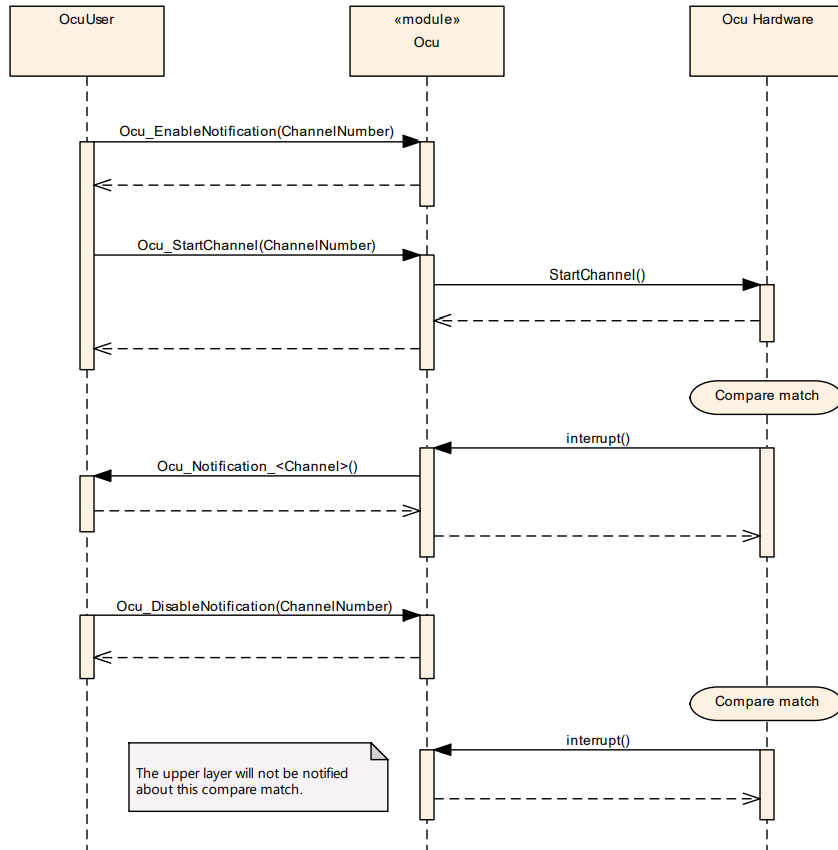 OcuUser
«module»
Ocu
Ocu Hardware
Ocu_EnableNotification(ChannelNumber)
Ocu_StartChannel(ChannelNumber)
StartChannel()
Compare match
interrupt()
Ocu_Notification_<Channel>()
Ocu_DisableNotification(ChannelNumber)
Compare match
interrupt()
The upper layer will not be notified
about this compare match.